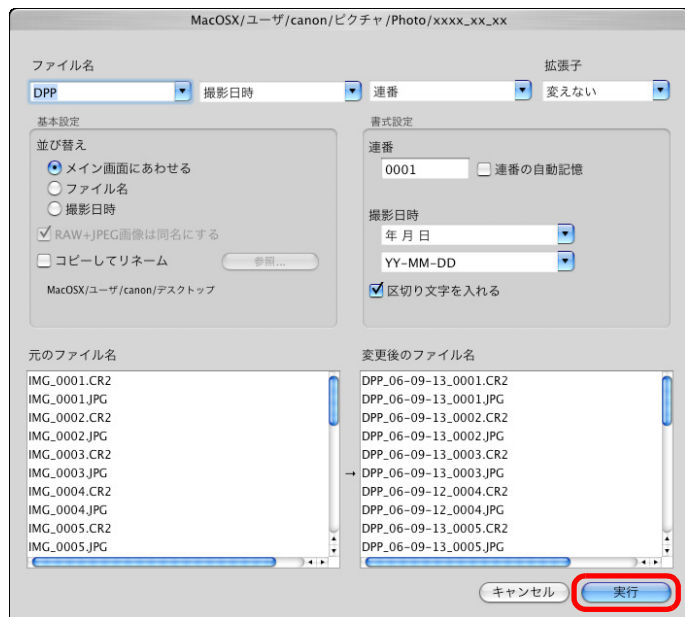 MacOSX/ユーザ/canon/ピクチャ/Photo/xxxx_xx_xx
ファイル名
拡張子
DPP
撮影日時
連番
変えない
基本設定
並び替え
メイン画面にあわせる
ファイル名
撮影日時
RAW+JPEG画像は同名にする
コピーしてリネーム
参照...
MacOSX/ユーザ/canon/デスクトップ
書式設定
連番
0001
連番の自動記憶
撮影日時
年月日
YY-MM-DD
区切り文字を入れる
元のファイル名
IMG_0001.CR2
IMG_0001.JPG
IMG_0002.CR2
IMG_0002.JPG
IMG_0003.CR2
IMG_0003.JPG
IMG_0004.CR2
IMG_0004.JPG
IMG_0005.CR2
IMG_0005.JPG
→
変更後のファイル名
DPP_06-09-13_0001.CR2
DPP_06-09-13_0001.JPG
DPP_06-09-13_0002.CR2
DPP_06-09-13_0002.JPG
DPP_06-09-13_0003.CR2
DPP_06-09-13_0003.JPG
DPP_06-09-12_0004.CR2
DPP_06-09-12_0004.JPG
DPP_06-09-13_0005.CR2
DPP_06-09-13_0005.JPG
キャンセル
実行